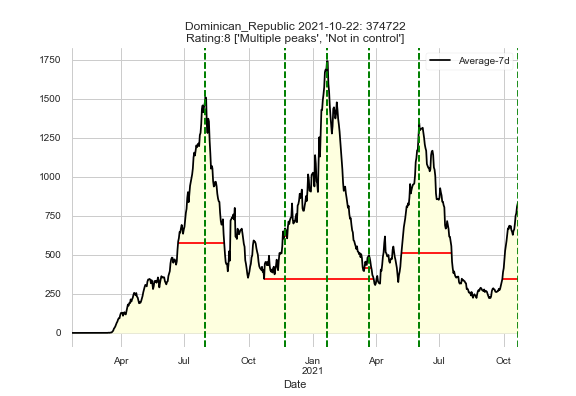 Dominican_Republic 2021-10-22: 374722
Rating:8 ['Multiple peaks', 'Not in control']
Average-7d
1750
1500
1250
1000
750
500
250
0
Apr Jul Oct Jan Apr Jul Oct
2021
Date